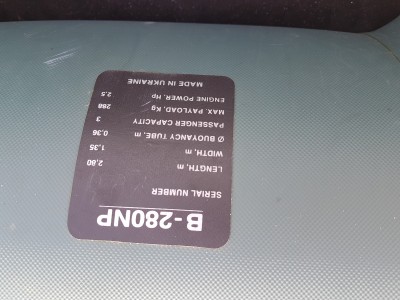 B-280NP
SERIAL NUMBER
LENGTH, m 2,80
WIDTH, m 1,35
Ø BUOYANCY TUBE, m 0,36
PASSENGER CAPACITY 3
MAX. PAYLOAD, Kg 288
ENGINE POWER, Hp 2.5
MADE IN UKRAINE